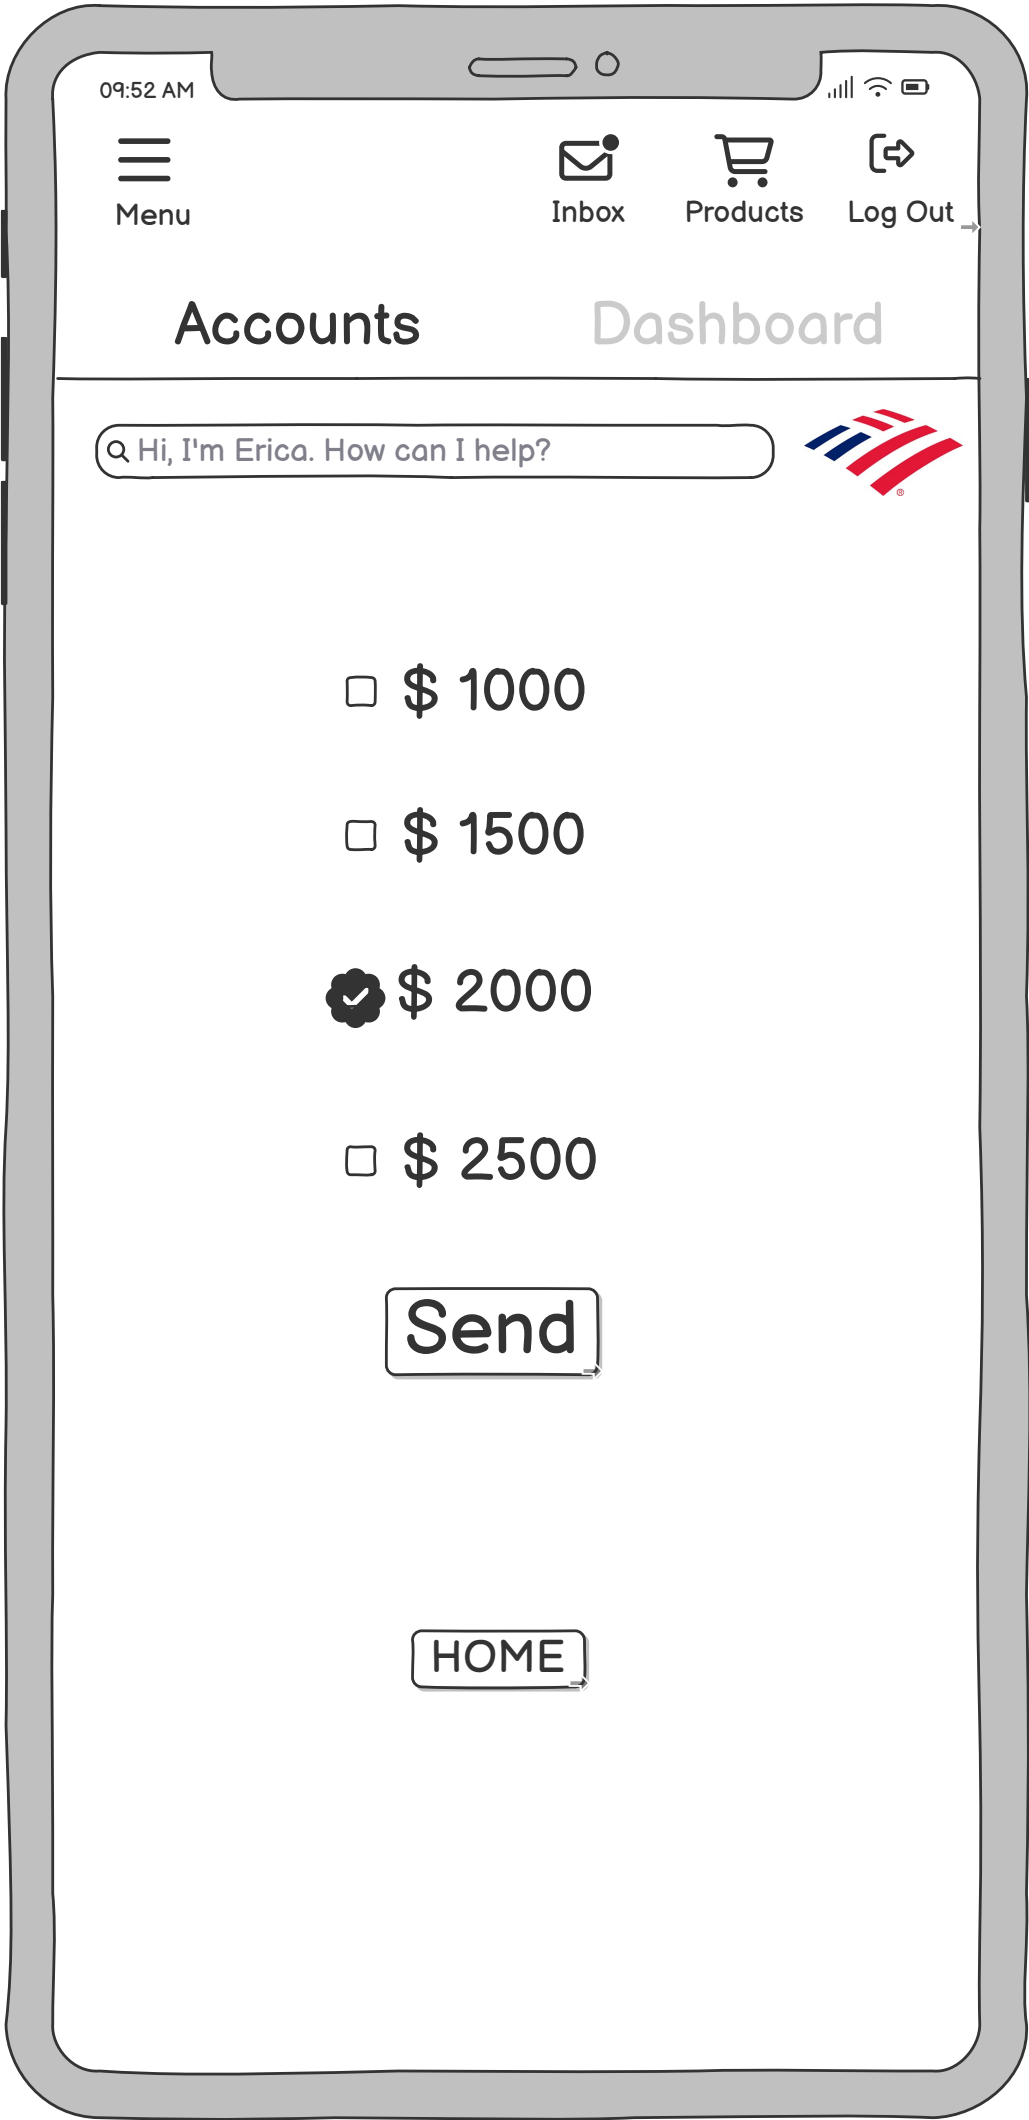 09:52 AM
Menu
Inbox
Products
Log Out
Accounts
Dashboard
Hi, I'm Erica. How can I help?
®
$ 1000
$ 1500
$ 2000
$ 2500
Send
HOME